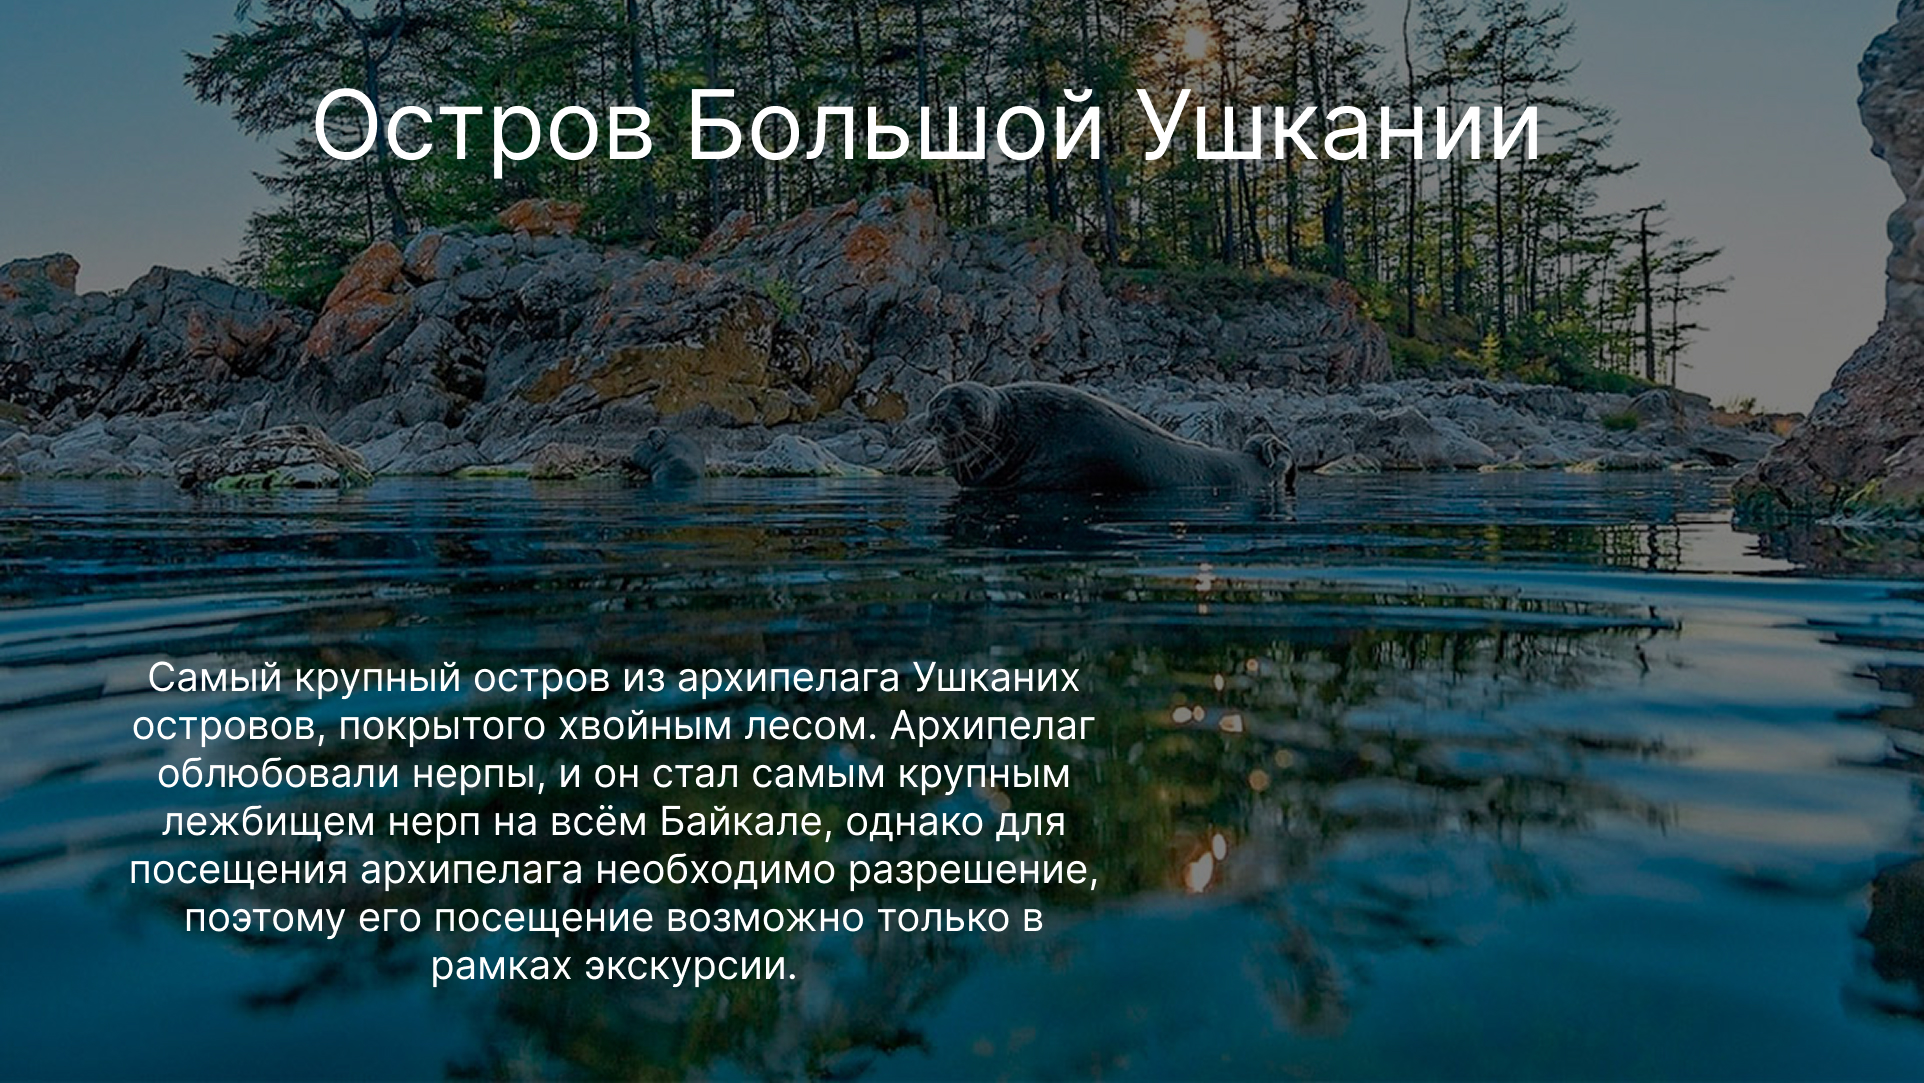 Остров Большой Ушкании
Самый крупный остров из архипелага Ушканих
островов, покрытого хвойным лесом. Архипелаг
облюбовали нерпы, и он стал самым крупным
лежбищем нерп на всём Байкале, однако для
посещения архипелага необходимо разрешение,
поэтому его посещение возможно только в
рамках экскурсии.